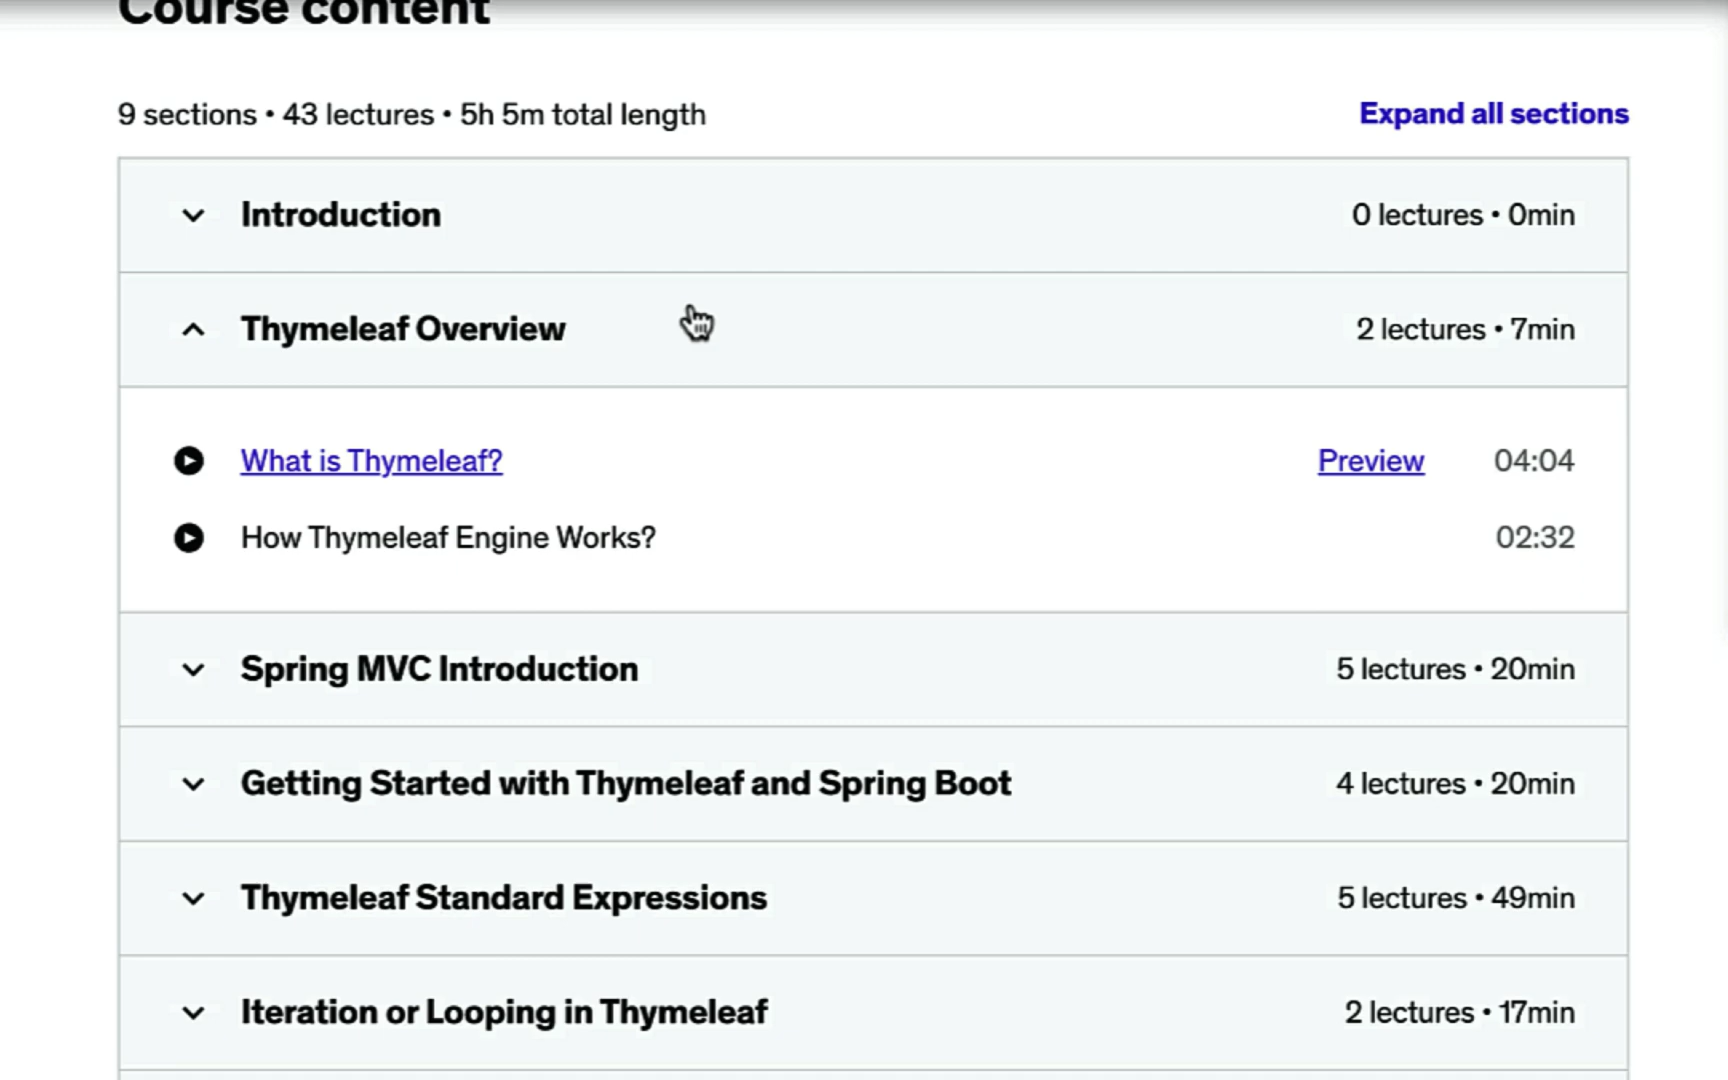 Course content
9 sections • 43 lectures • 5h 5m total length
Expand all sections
Introduction
0 lectures • 0min
Thymeleaf Overview
2 lectures • 7min
What is Thymeleaf?
Preview
04:04
How Thymeleaf Engine Works?
02:32
Spring MVC Introduction
5 lectures • 20min
Getting Started with Thymeleaf and Spring Boot
4 lectures • 20min
Thymeleaf Standard Expressions
5 lectures • 49min
Iteration or Looping in Thymeleaf
2 lectures • 17min